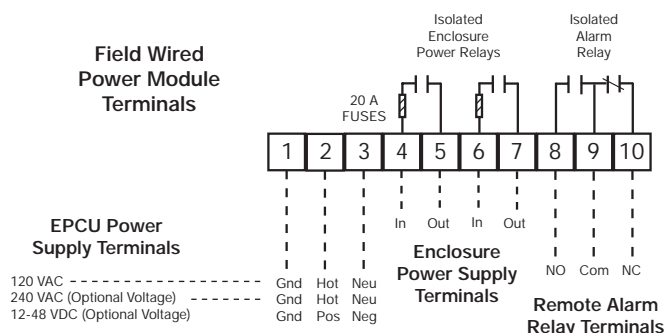 Field Wired
Power Module
Terminals
Isolated
Enclosure
Power Relays
Isolated
Alarm
Relay
20 A
FUSES
1 2 3 4 5 6 7 8 9 10
In Out In Out
Enclosure
Power Supply
Terminals
NO Com NC
Remote Alarm
Relay Terminals
EPCU Power
Supply Terminals
120 VAC Gnd Hot Neu
240 VAC (Optional Voltage) Gnd Hot Neu
12-48 VDC (Optional Voltage) Gnd Pos Neg